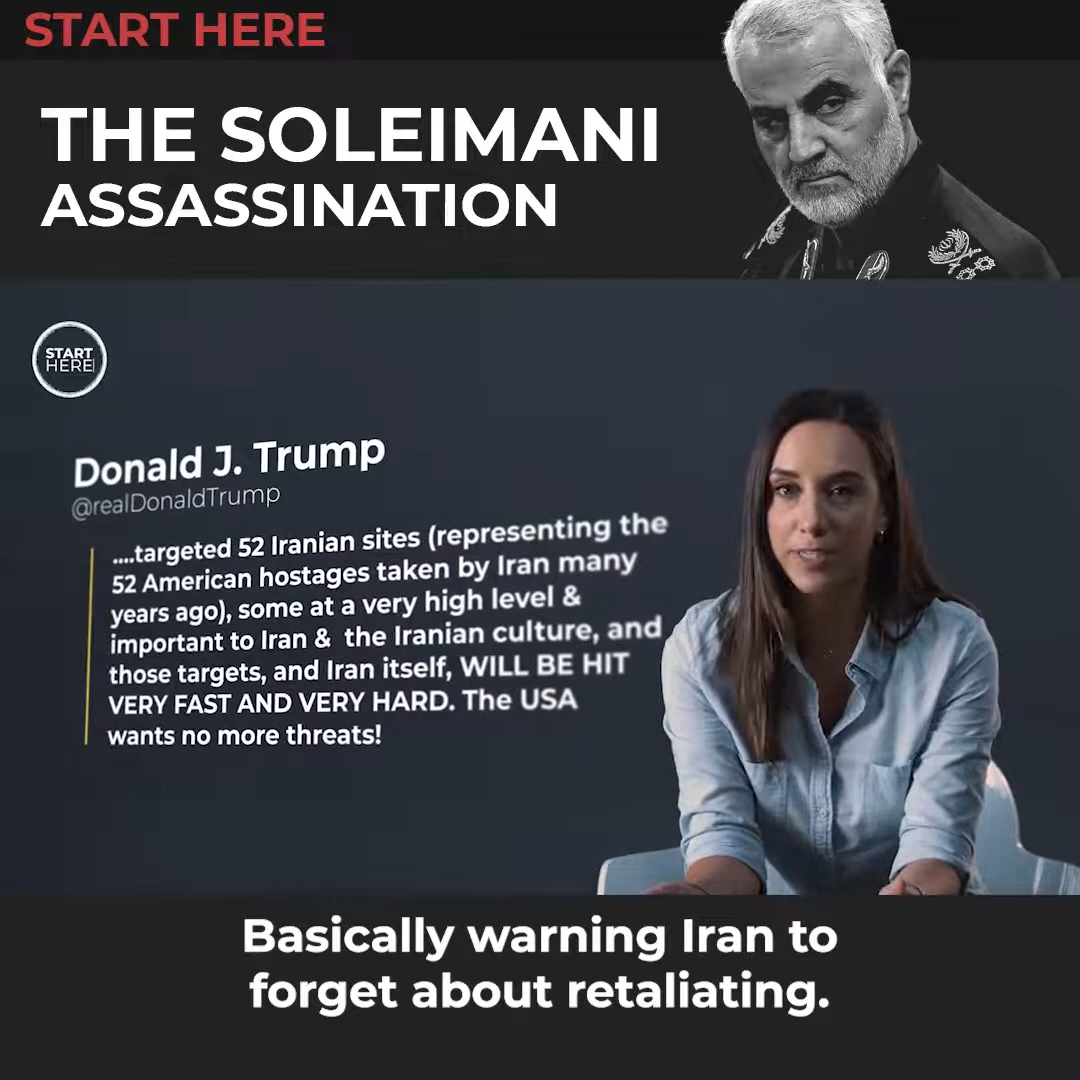 START HERE
THE SOLEIMANI
ASSASSINATION
START
HERE
Donald J. Trump
@realDonaldTrump
....targeted 52 Iranian sites (representing the
52 American hostages taken by Iran many
years ago), some at a very high level &
important to Iran &  the Iranian culture, and
those targets, and Iran itself, WILL BE HIT
VERY FAST AND VERY HARD. The USA
wants no more threats!
Basically warning Iran to
forget about retaliating.